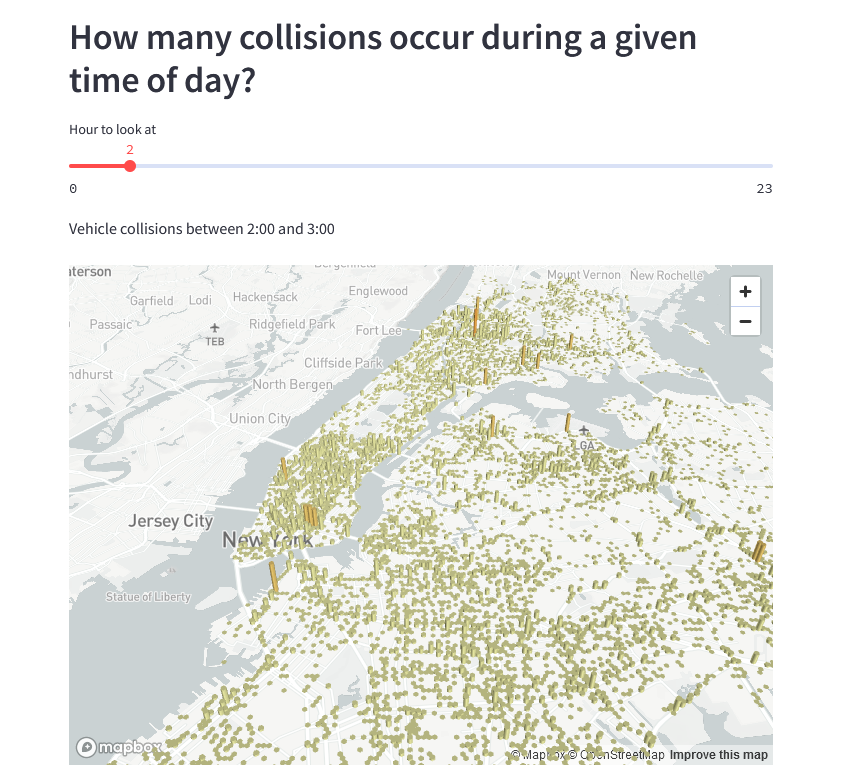 How many collisions occur during a given
time of day?
Hour to look at
2
0
23
Vehicle collisions between 2:00 and 3:00
Mount Vernon
New Rochelle
Englewood
Garfield
Lodi
Hackensack
Passaic
TEB
Ridgefield Park
Fort Lee
Cliffside Park
North Bergen
Union City
LGA
Jersey City
New York
Statue of Liberty
mapbox
© Mapbox © OpenStreetMap Improve this map